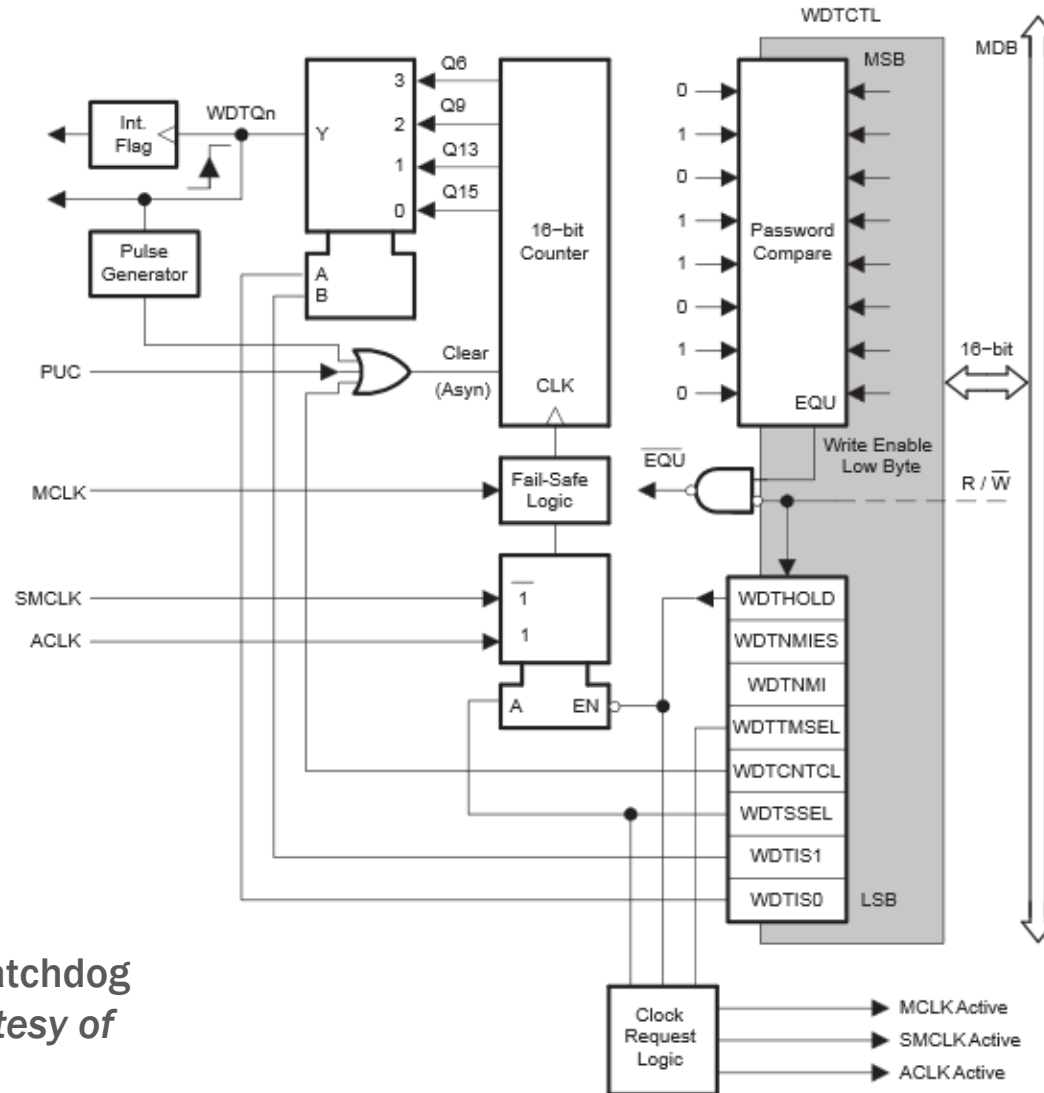 WDTCTL
MDB
MSB
Int.
Flag
WDTQn
Y
3
2
1
0
Q6
Q9
Q13
Q15
16-bit
Counter
0
1
0
1
1
0
1
0
Password
Compare
EQU
Pulse
Generator
A
B
PUC
Clear
(Asyn)
CLK
16-bit
Write Enable
Low Byte
E̅Q̅U̅
R / W̅
MCLK
Fail-Safe
Logic
SMCLK
ACLK
1̅
1
A
EN
WDTHOLD
WDTNMIES
WDTNMI
WDTTMSEL
WDTCNTCL
WDTSSEL
WDTIS1
WDTIS0
LSB
atchdog
tesy of
Clock
Request
Logic
MCLK Active
SMCLK Active
ACLK Active